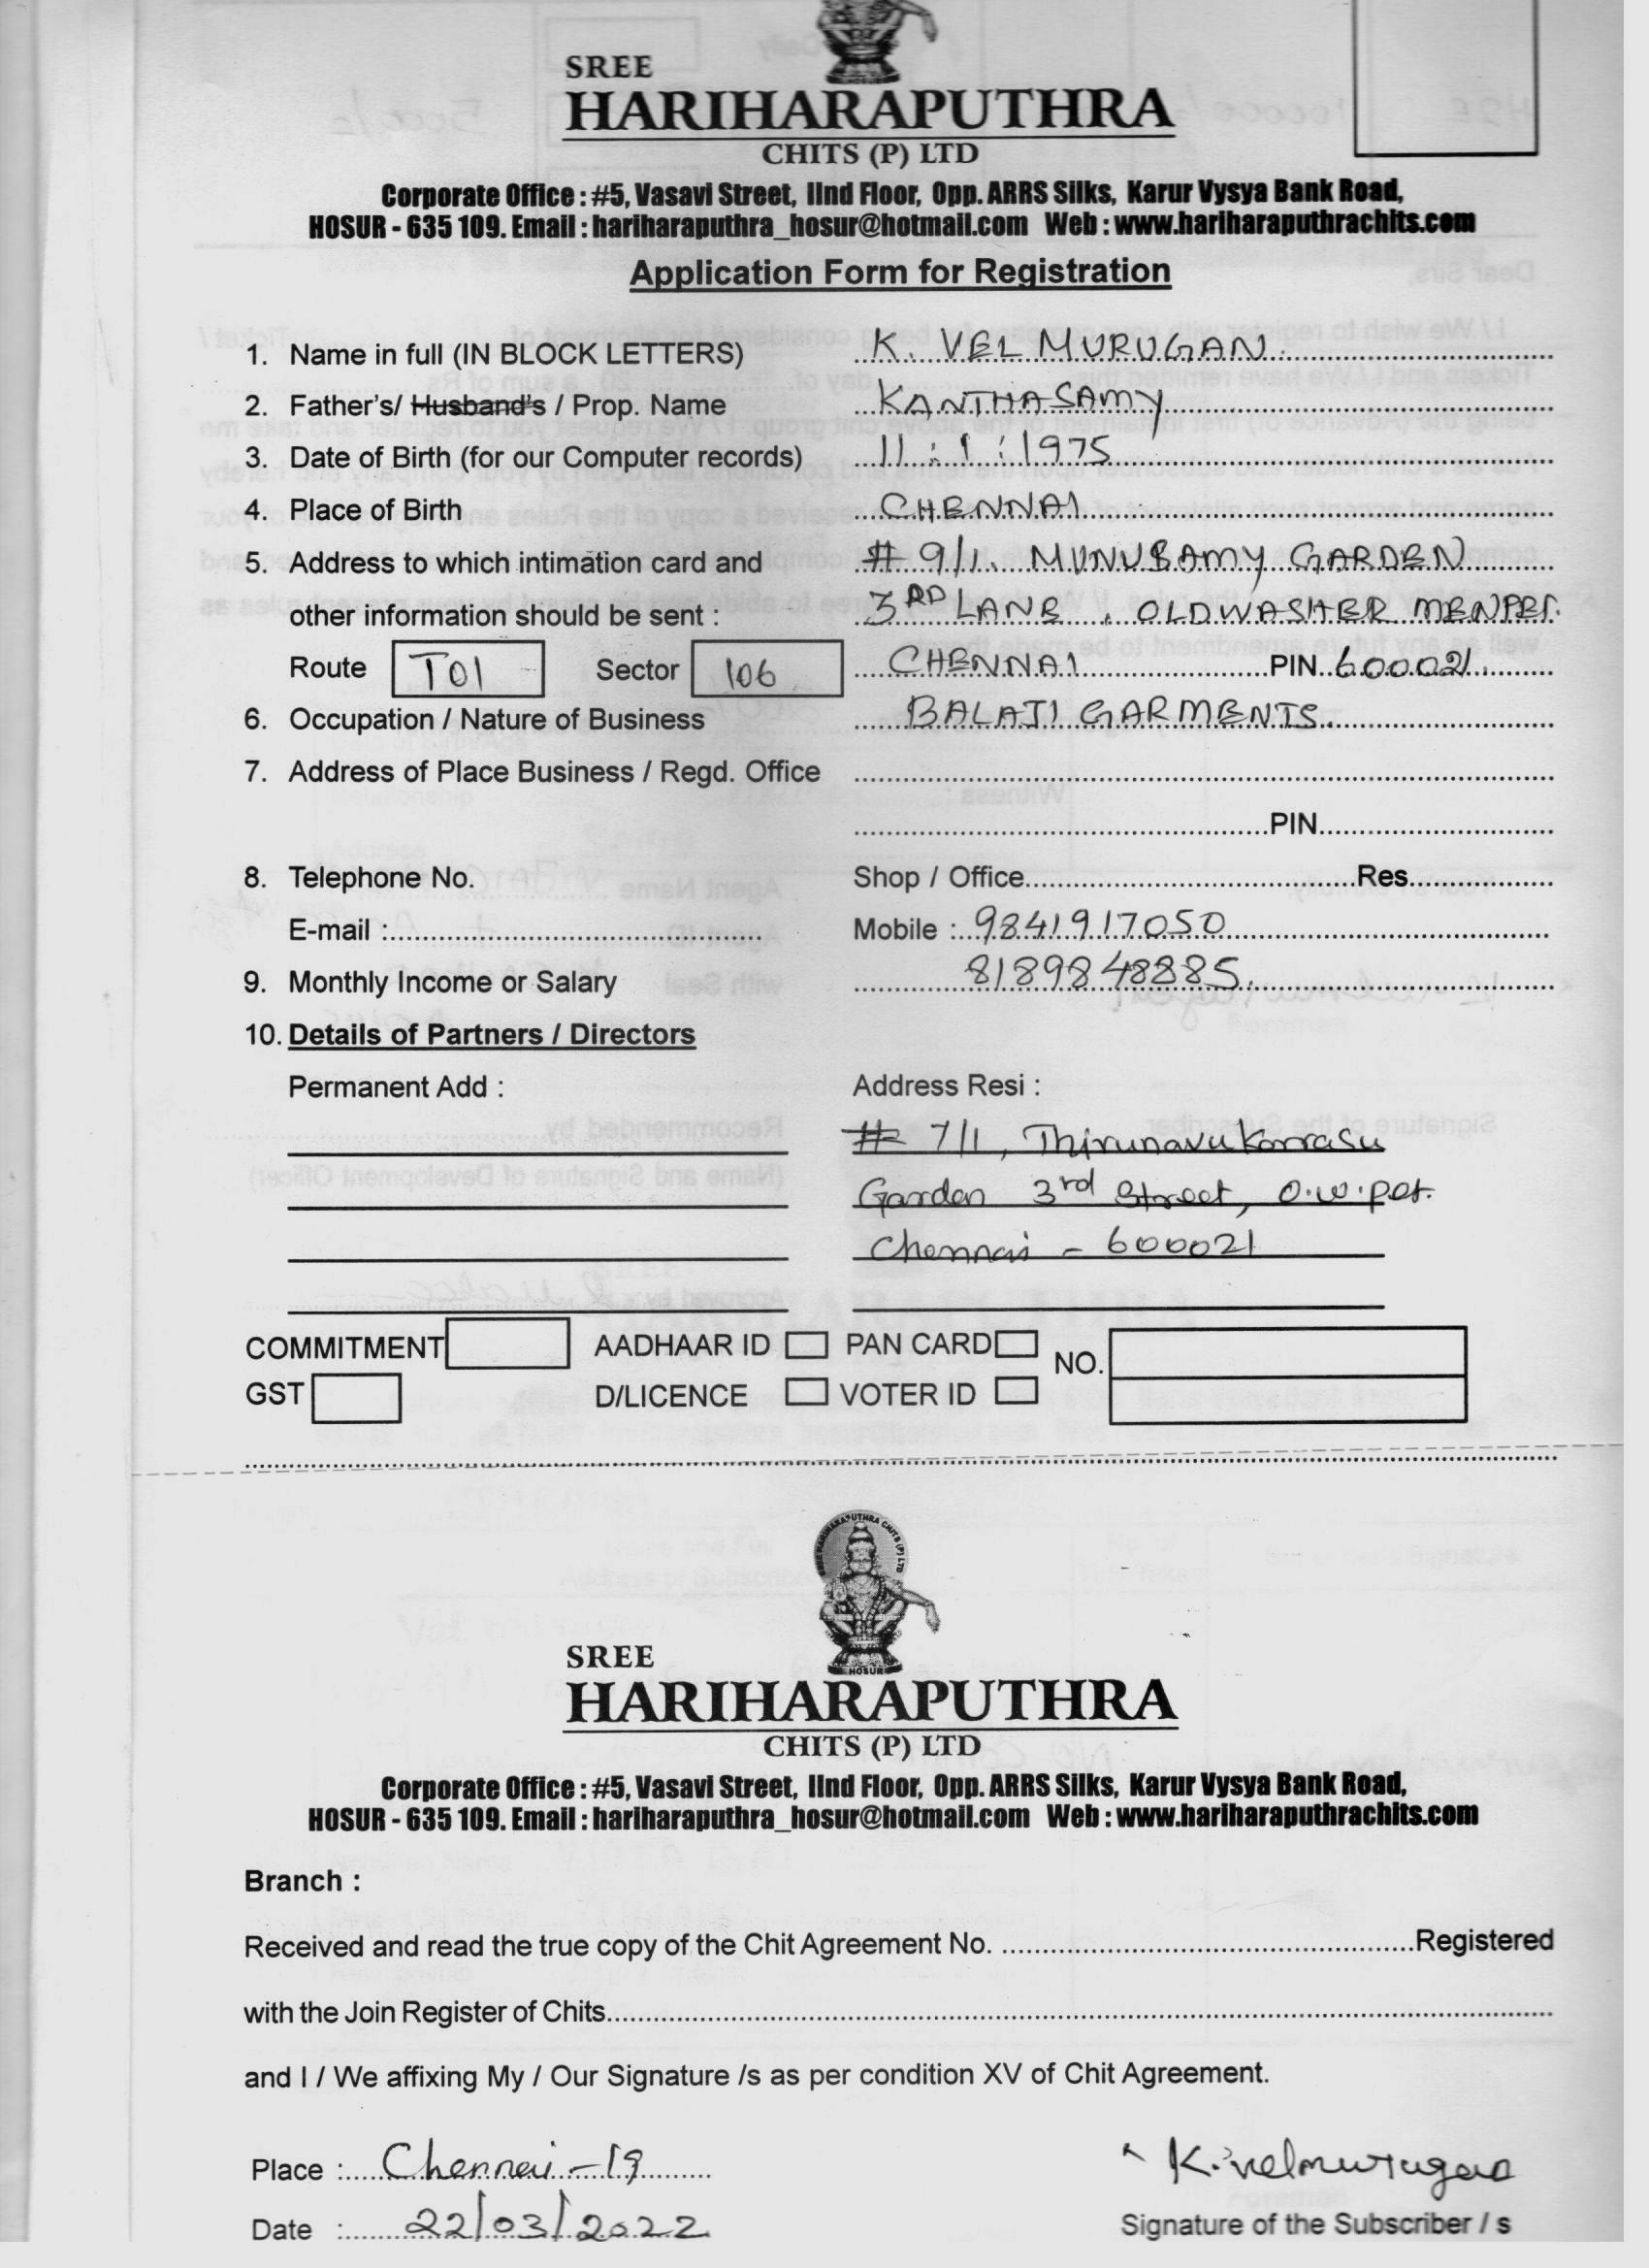 SREE
HARIHARAPUTHRA
CHITS (P) LTD
Corporate Office : #5, Vasavi Street, IInd Floor, Opp. ARRS Silks, Karur Vysya Bank Road,
HOSUR - 635 109. Email : hariharaputhra_hosur@hotmail.com Web : www.hariharaputhrachits.com
Application Form for Registration
1. Name in full (IN BLOCK LETTERS) K. VEL MURUGAN.
2. Father's/ Husband's / Prop. Name KANTHASAMY
3. Date of Birth (for our Computer records) 11 : 1 : 1975
4. Place of Birth CHENNAI
5. Address to which intimation card and # 9/1. MUNUSAMY GARDEN
other information should be sent : 3RD LANE, OLDWASHER MENPET.
Route T01 Sector 106 CHENNAI PIN 600021.
6. Occupation / Nature of Business BALAJI GARMENTS.
7. Address of Place Business / Regd. Office
PIN
8. Telephone No. Shop / Office Res.
E-mail : Mobile : 9841917050
9. Monthly Income or Salary 8189848885.
10. Details of Partners / Directors
Permanent Add : Address Resi :
# 7/1, Thirunavukarrasu
Garden 3rd Street, O.W.Pet.
Chennai - 600021
COMMITMENT AADHAAR ID PAN CARD NO.
GST D/LICENCE VOTER ID
SREE HARIHARAPUTHRA CHITS (P) LTD
HOSUR
SREE
HARIHARAPUTHRA
CHITS (P) LTD
Corporate Office : #5, Vasavi Street, IInd Floor, Opp. ARRS Silks, Karur Vysya Bank Road,
HOSUR - 635 109. Email : hariharaputhra_hosur@hotmail.com Web : www.hariharaputhrachits.com
Branch :
Received and read the true copy of the Chit Agreement No. Registered
with the Join Register of Chits
and I / We affixing My / Our Signature /s as per condition XV of Chit Agreement.
Place : Chennai - 19 K. velmurugan
Date : 22/03/2022 Signature of the Subscriber / s